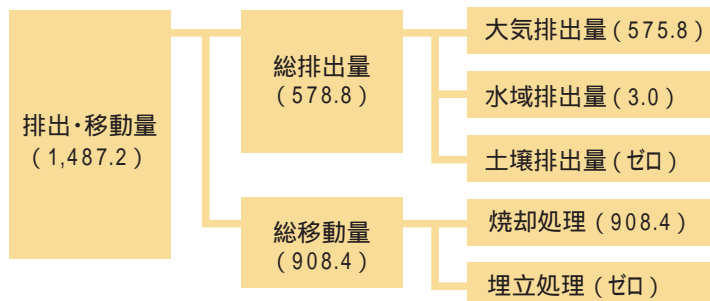 排出・移動量
(1,487.2)
総排出量
(578.8)
大気排出量(575.8)
水域排出量(3.0)
土壌排出量(ゼロ)
総移動量
(908.4)
焼却処理(908.4)
埋立処理(ゼロ)